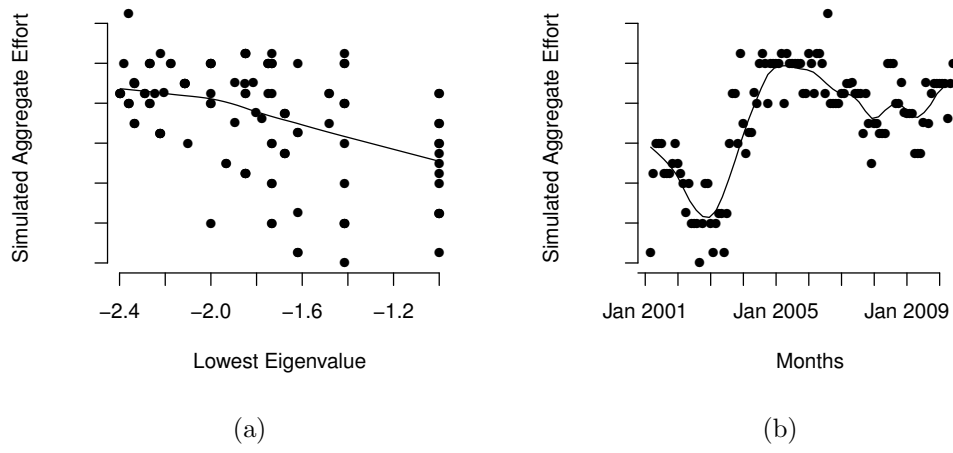 Simulated Aggregate Effort
−2.4 −2.0 −1.6 −1.2
Lowest Eigenvalue
(a)
Simulated Aggregate Effort
Jan 2001 Jan 2005 Jan 2009
Months
(b)